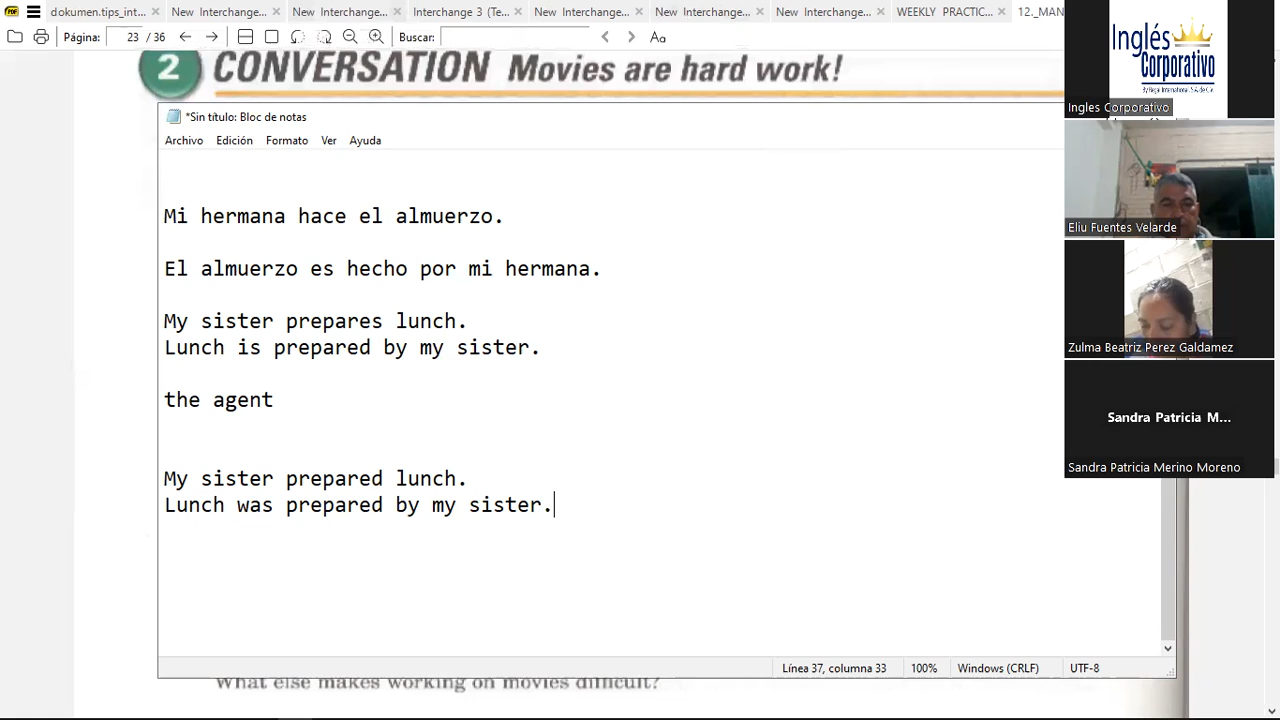 dokumen.tips_int...
New Interchange...
New Interchange...
Interchange 3 (Te...
New Interchange...
New Interchange...
New Interchange...
WEEKLY PRACTIC...
12._MAN
Página: 23 / 36
Buscar:
Aa
2 CONVERSATION Movies are hard work!
*Sin título: Bloc de notas
Archivo Edición Formato Ver Ayuda
Mi hermana hace el almuerzo.
El almuerzo es hecho por mi hermana.
My sister prepares lunch.
Lunch is prepared by my sister.
the agent
My sister prepared lunch.
Lunch was prepared by my sister.
Línea 37, columna 33 100% Windows (CRLF) UTF-8
What else makes working on movies difficult?
Inglés
Corporativo
Ingles Corporativo
Eliu Fuentes Velarde
Zulma Beatriz Perez Galdamez
Sandra Patricia M...
Sandra Patricia Merino Moreno